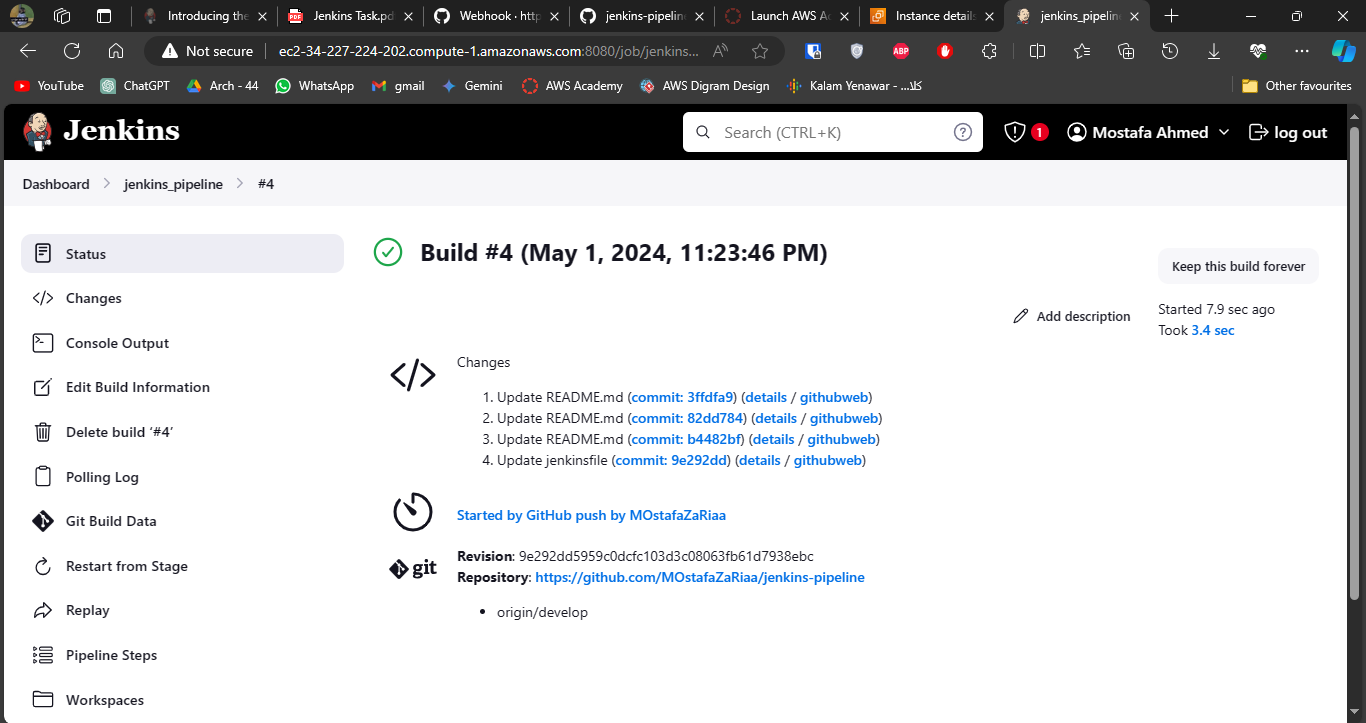 Introducing the
Jenkins Task.pd
Webhook · http
jenkins-pipeline
Launch AWS Ac
Instance details
jenkins_pipeline
Not secure
ec2-34-227-224-202.compute-1.amazonaws.com:8080/job/jenkins...
YouTube
ChatGPT
Arch - 44
WhatsApp
gmail
Gemini
AWS Academy
AWS Digram Design
Kalam Yenawar - ...كلا
Other favourites
Jenkins
Search (CTRL+K)
1
Mostafa Ahmed
log out
Dashboard
jenkins_pipeline
#4
Status
Changes
Console Output
Edit Build Information
Delete build ‘#4’
Polling Log
Git Build Data
Restart from Stage
Replay
Pipeline Steps
Workspaces
Build #4 (May 1, 2024, 11:23:46 PM)
Keep this build forever
Add description
Started 7.9 sec ago
Took 3.4 sec
Changes
1. Update README.md (commit: 3ffdfa9) (details / githubweb)
2. Update README.md (commit: 82dd784) (details / githubweb)
3. Update README.md (commit: b4482bf) (details / githubweb)
4. Update jenkinsfile (commit: 9e292dd) (details / githubweb)
Started by GitHub push by MOstafaZaRiaa
git
Revision: 9e292dd5959c0dcfc103d3c08063fb61d7938ebc
Repository: https://github.com/MOstafaZaRiaa/jenkins-pipeline
• origin/develop